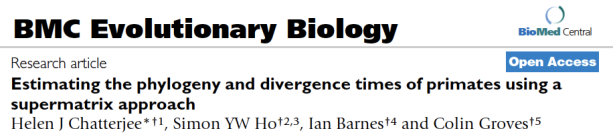 BMC Evolutionary Biology
BioMed Central
Research article
Open Access
Estimating the phylogeny and divergence times of primates using a
supermatrix approach
Helen J Chatterjee*†1, Simon YW Ho†2,3, Ian Barnes†4 and Colin Groves†5